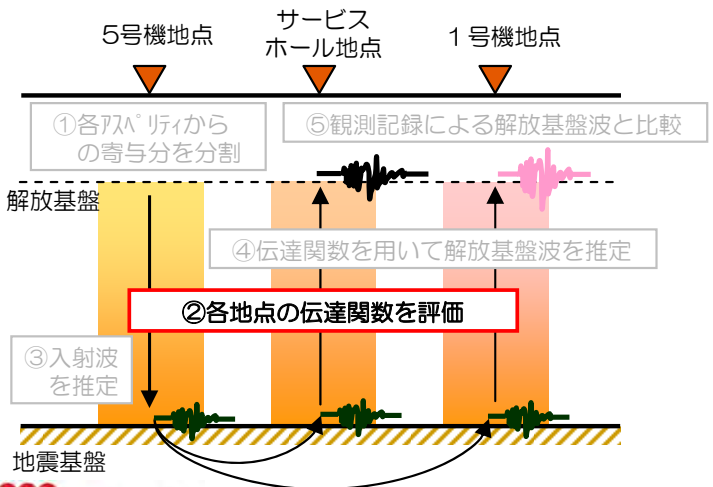 5号機地点
サービス
ホール地点
1号機地点
①各ｱｽﾍﾟﾘﾃｨから
の寄与分を分割
⑤観測記録による解放基盤波と比較
解放基盤
④伝達関数を用いて解放基盤波を推定
②各地点の伝達関数を評価
③入射波
を推定
地震基盤